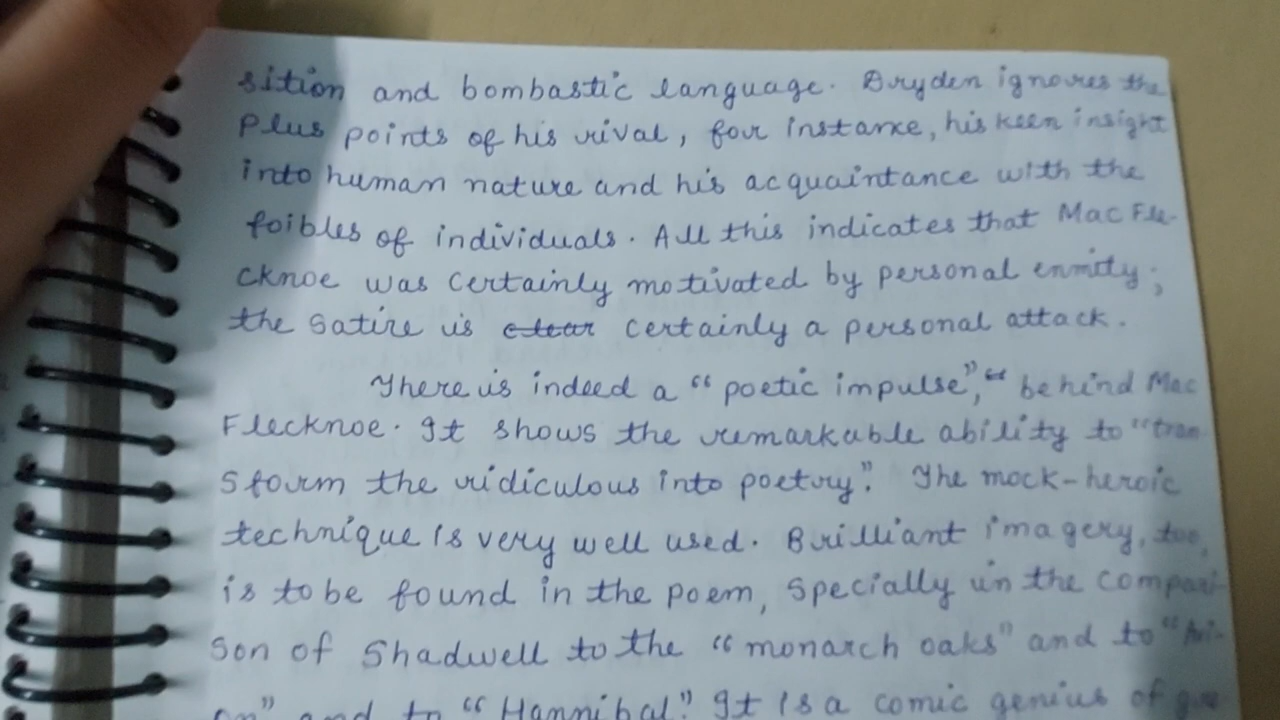 sition and bombastic language. Dryden ignores the
plus points of his rival, for instance, his keen insight
into human nature and his acquaintance with the
foibles of individuals. All this indicates that Mac Fle-
cknoe was certainly motivated by personal enmity;
the satire is clear certainly a personal attack.
There is indeed a "poetic impulse", behind Mac
Flecknoe. It shows the remarkable ability to "tran
sform the ridiculous into poetry". The mock-heroic
technique is very well used. Brilliant imagery, too,
is to be found in the poem, specially in the compari
son of Shadwell to the "monarch oaks" and to
on" and to "Hannibal". It is a comic genius of